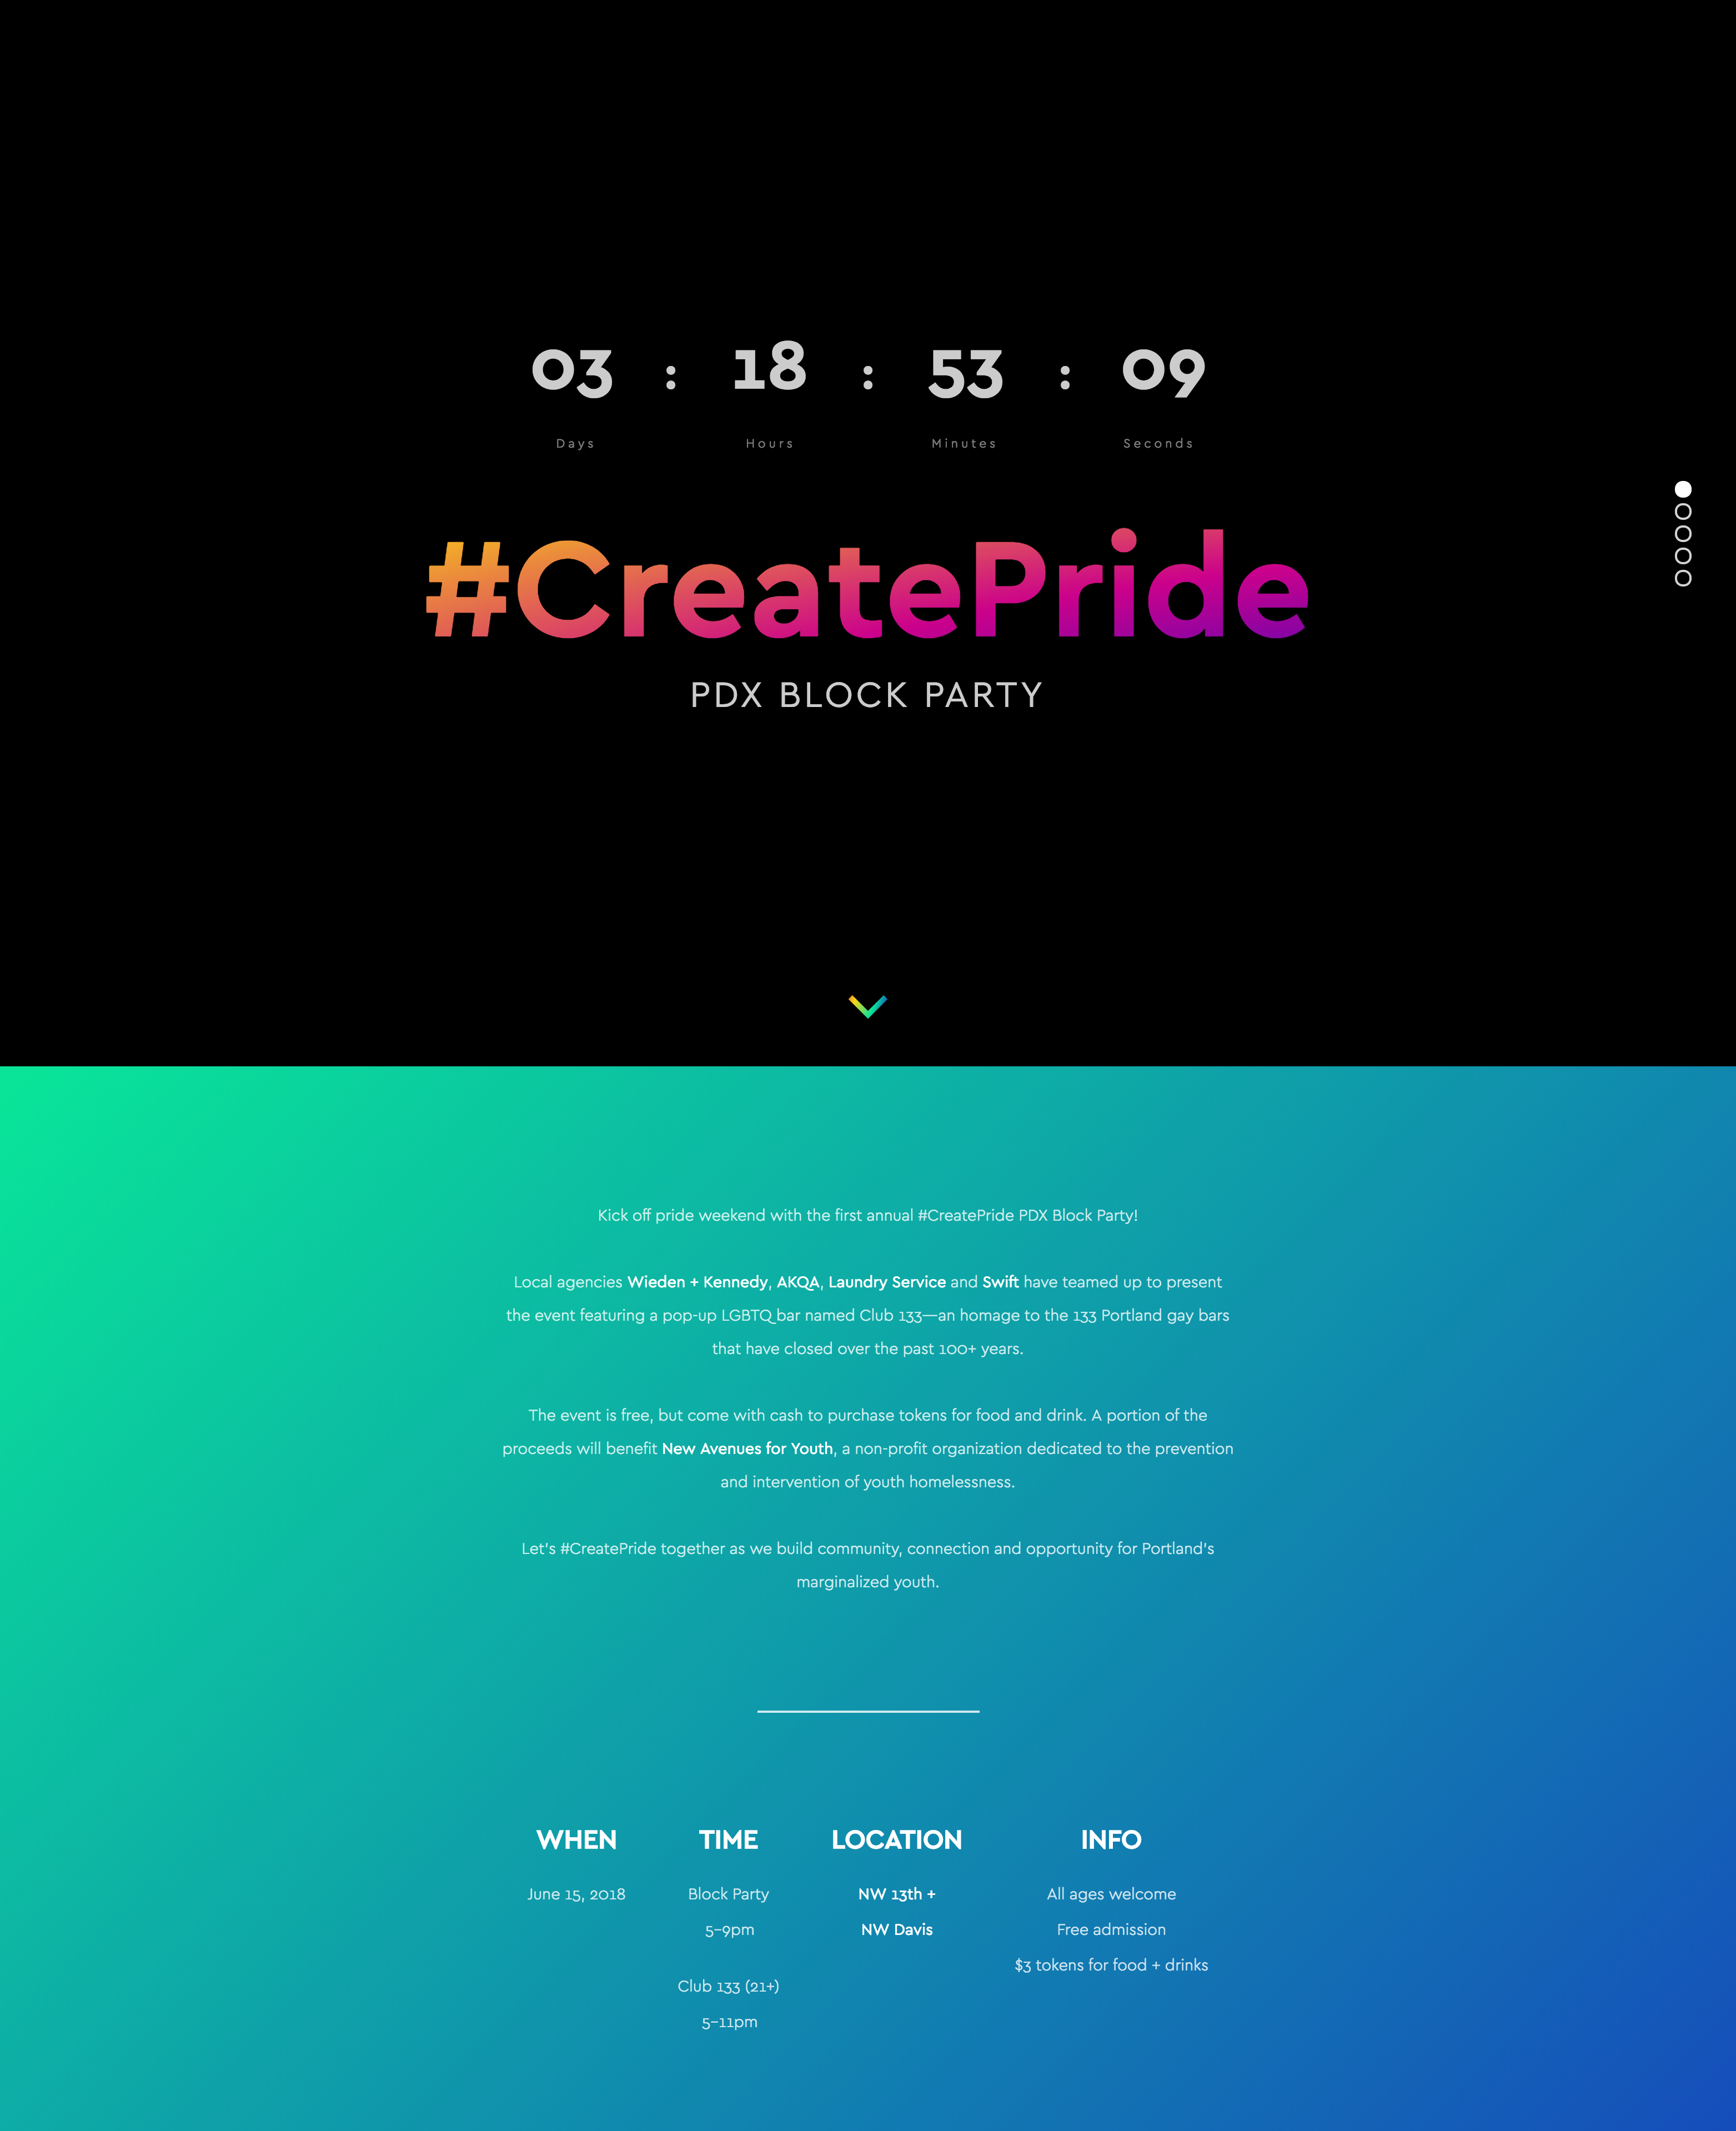 03 : 18 : 53 : 09
Days Hours Minutes Seconds
#CreatePride
PDX BLOCK PARTY
Kick off pride weekend with the first annual #CreatePride PDX Block Party!
Local agencies Wieden + Kennedy, AKQA, Laundry Service and Swift have teamed up to present
the event featuring a pop-up LGBTQ bar named Club 133—an homage to the 133 Portland gay bars
that have closed over the past 100+ years.
The event is free, but come with cash to purchase tokens for food and drink. A portion of the
proceeds will benefit New Avenues for Youth, a non-profit organization dedicated to the prevention
and intervention of youth homelessness.
Let's #CreatePride together as we build community, connection and opportunity for Portland's
marginalized youth.
WHEN
June 15, 2018
TIME
Block Party
5–9pm
Club 133 (21+)
5–11pm
LOCATION
NW 13th +
NW Davis
INFO
All ages welcome
Free admission
$3 tokens for food + drinks